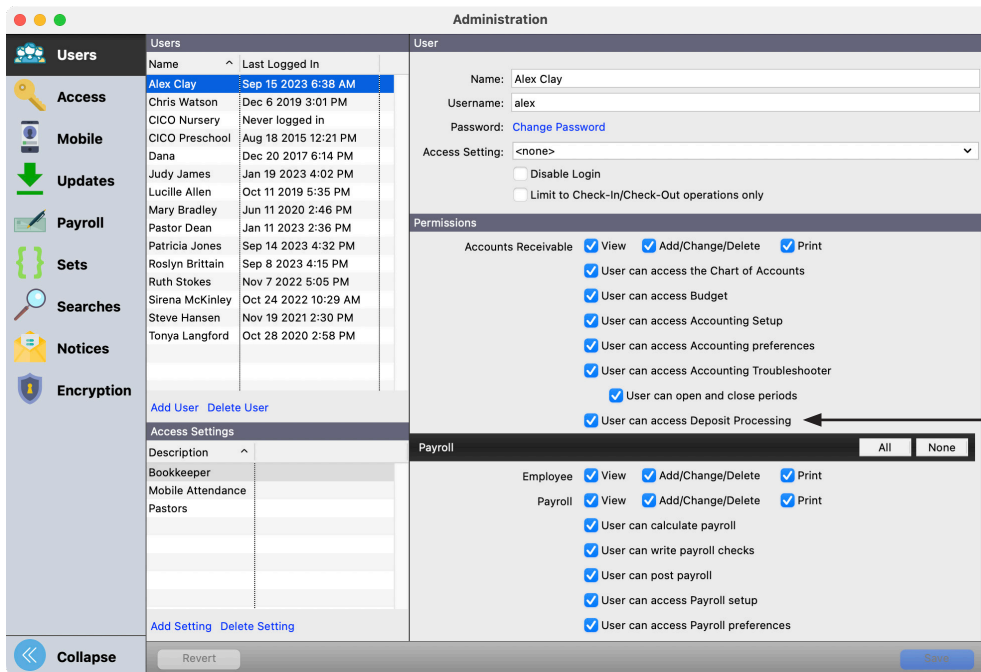 Administration
Users
Access
Mobile
Updates
Payroll
Sets
Searches
Notices
Encryption
Collapse
Users
Name Last Logged In
Alex Clay Sep 15 2023 6:38 AM
Chris Watson Dec 6 2019 3:01 PM
CICO Nursery Never logged in
CICO Preschool Aug 18 2015 12:21 PM
Dana Dec 20 2017 6:14 PM
Judy James Jan 19 2023 4:02 PM
Lucille Allen Oct 11 2019 5:35 PM
Mary Bradley Jun 11 2020 2:46 PM
Pastor Dean Jan 11 2023 2:36 PM
Patricia Jones Sep 14 2023 4:32 PM
Roslyn Brittain Sep 8 2023 4:15 PM
Ruth Stokes Nov 7 2022 5:05 PM
Sirena McKinley Oct 24 2022 10:29 AM
Steve Hansen Nov 19 2021 2:30 PM
Tonya Langford Oct 28 2020 2:58 PM
Add User Delete User
Access Settings
Description
Bookkeeper
Mobile Attendance
Pastors
Add Setting Delete Setting
Revert
User
Name: Alex Clay
Username: alex
Password: Change Password
Access Setting: <none>
Disable Login
Limit to Check-In/Check-Out operations only
Permissions
Accounts Receivable View Add/Change/Delete Print
User can access the Chart of Accounts
User can access Budget
User can access Accounting Setup
User can access Accounting preferences
User can access Accounting Troubleshooter
User can open and close periods
User can access Deposit Processing
Payroll All None
Employee View Add/Change/Delete Print
Payroll View Add/Change/Delete Print
User can calculate payroll
User can write payroll checks
User can post payroll
User can access Payroll setup
User can access Payroll preferences
Save